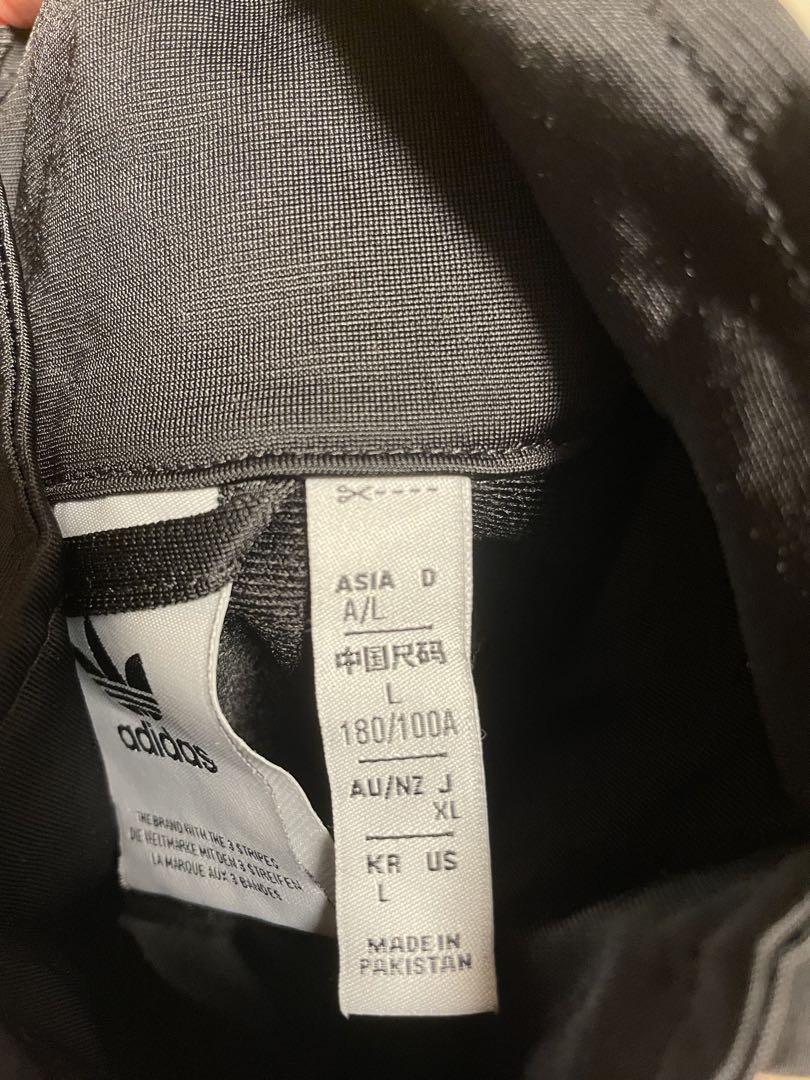 adidas
THE BRAND WITH THE 3 STRIPES
DIE WELTMARKE MIT DEN 3 STREIFEN
LA MARQUE AUX 3 BANDES
ASIA D
A/L
中国尺码
L
180/100A
AU/NZ J
XL
KR US
L
MADE IN
PAKISTAN